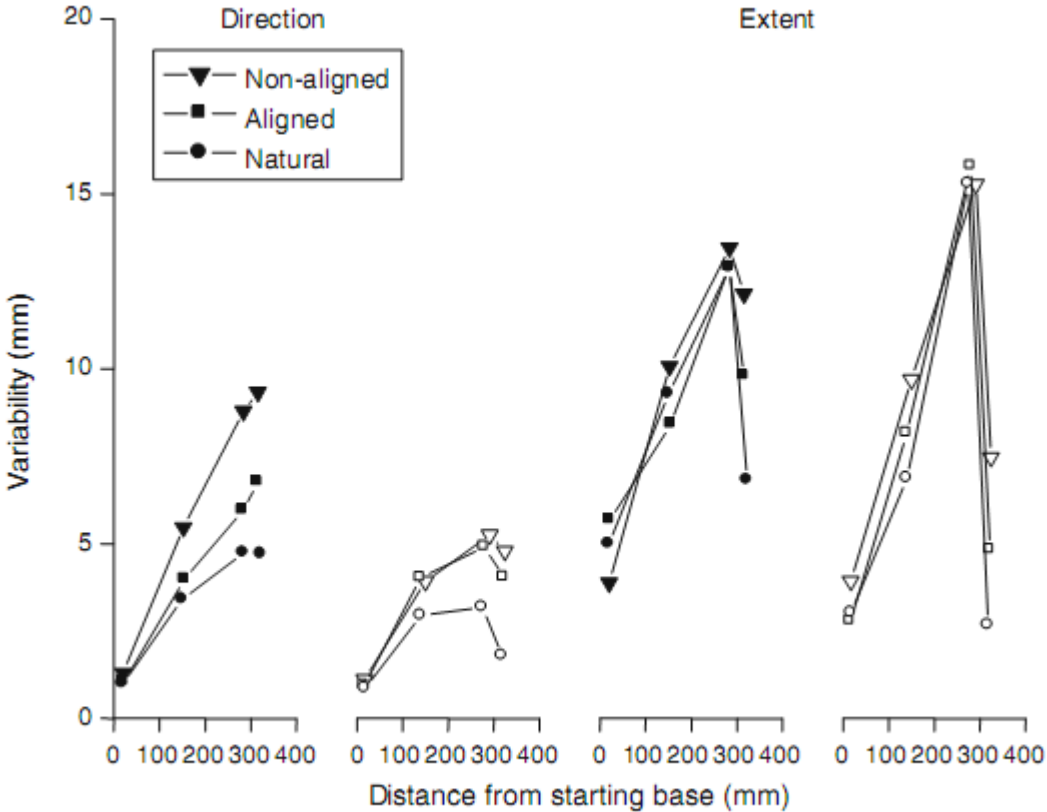 Direction
Extent
Non-aligned
Aligned
Natural
20
15
10
5
0
Variability (mm)
0 100 200 300 400
0 100 200 300 400
0 100 200 300 400
0 100 200 300 400
Distance from starting base (mm)